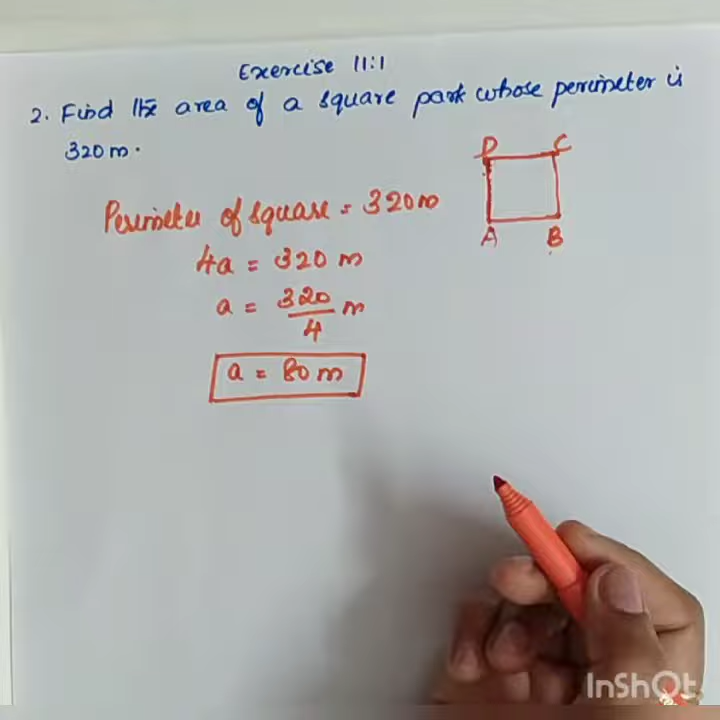 Exercise 11:1
2. Find the area of a square park whose perimeter is
320 m.
D C
A B
Perimeter of square = 320 m
4a = 320 m
a = 320/4 m
a = 80 m
InShOt